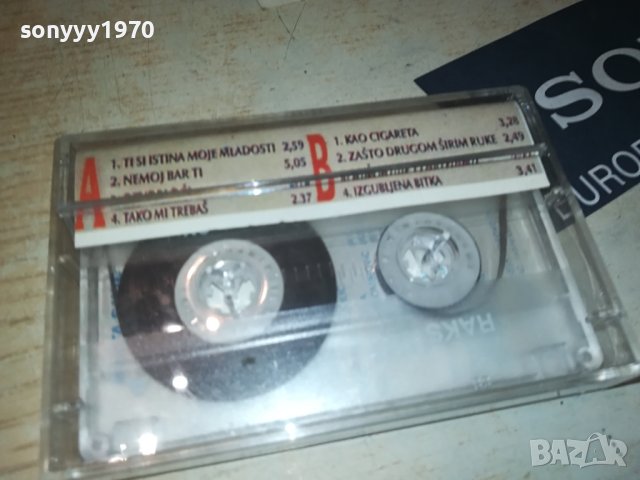 sonyyy1970
A
1. TI SI ISTINA MOJE MLADOSTI 2,59
2. NEMOJ BAR TI 5,05
4. TAKO MI TREBAŠ 2.37
B
1. KAO CIGARETA 3,28
2. ZAŠTO DRUGOM ŠIRIM RUKE 2,49
4. IZGUBLJENA BITKA 3,41
RAKS
SO
EUROP
BAZAR
bg